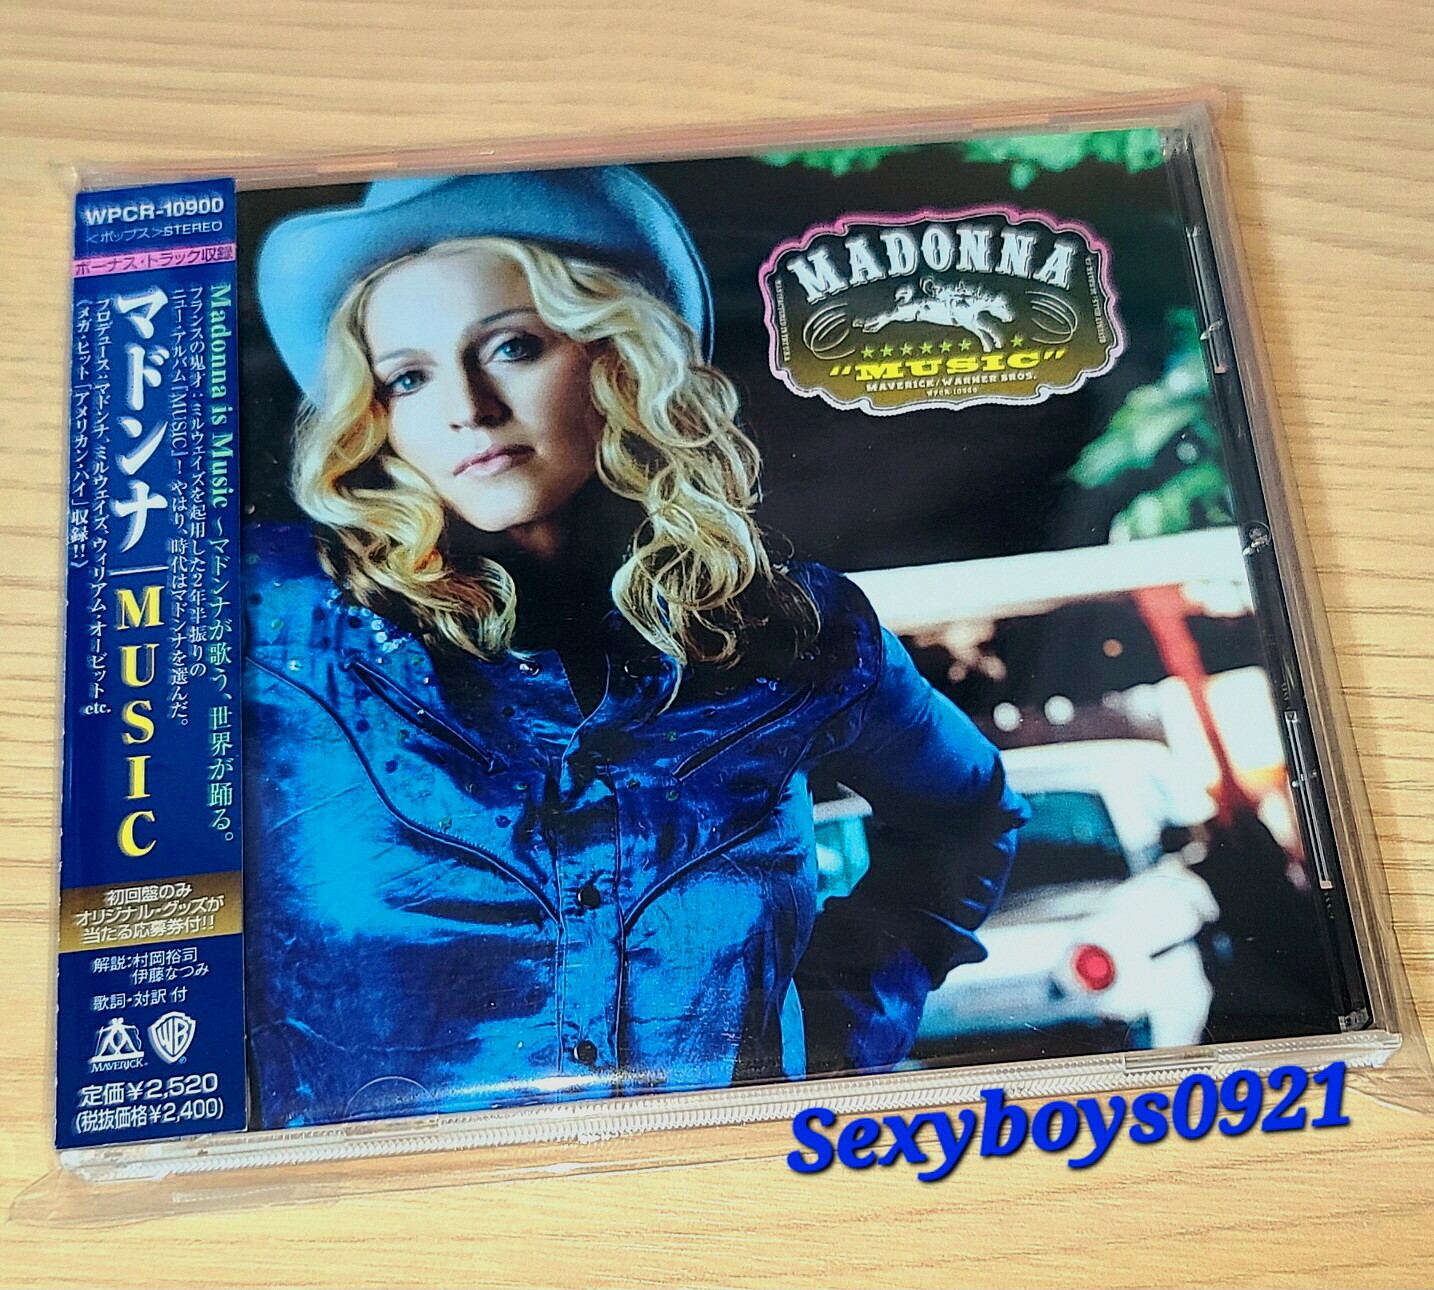 WPCR-10900
<ポップス>STEREO
ボーナス・トラック収録
Madonna is Music ～マドンナが歌う、世界が踊る。
フランスの鬼才:ミルウェイズを起用した2年半振りの
ニュー・アルバム「MUSIC」! やはり、時代はマドンナを選んだ。
マドンナ | MUSIC
プロデュース:マドンナ、ミルウェイズ、ウィリアム・オービット etc.
(メガ・ヒット「アメリカン・パイ」収録!!)
初回盤のみ
オリジナル・グッズが
当たる応募券付!!
解説:村岡裕司
伊藤なつみ
歌詞・対訳 付
MAVERICK
WB
定価¥2,520
(税抜価格¥2,400)
MADONNA
"MUSIC"
MAVERICK/WARNER BROS.
WPCR 10900
Sexyboys0921